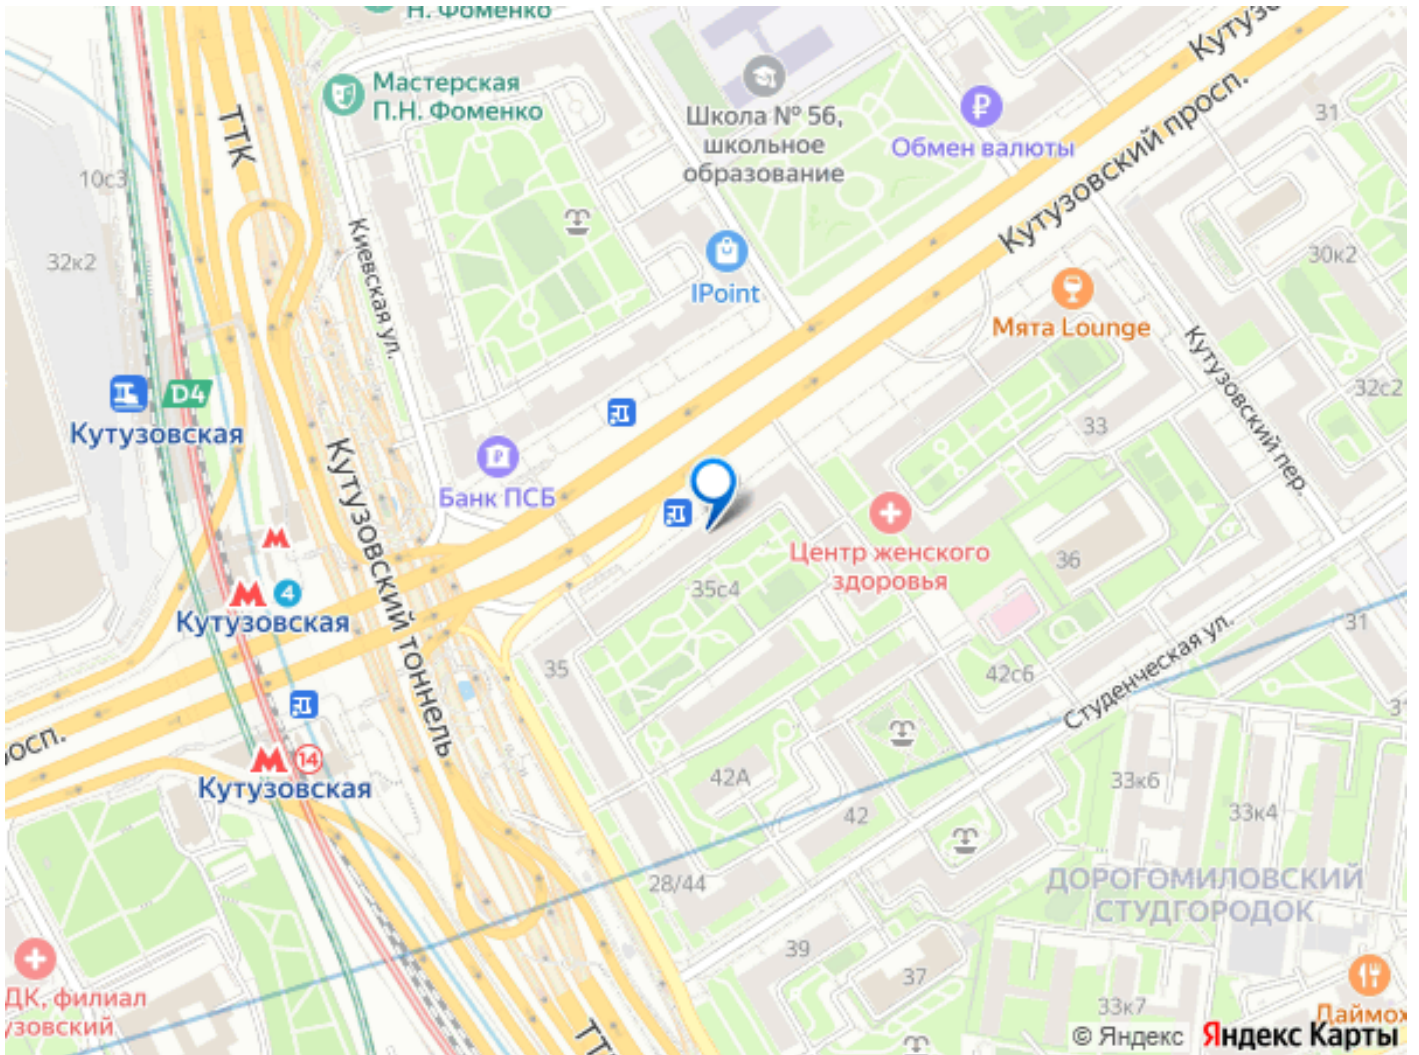 Н. Фоменко
Мастерская
П.Н. Фоменко
ТТК
10с3
32к2
Киевская ул.
Школа № 56,
школьное
образование
Обмен валюты
31
Кутузовский просп.
30к2
IPoint
Мята Lounge
Кутузовский пер.
32с2
33
D4
Кутузовская
Банк ПСБ
Кутузовский тоннель
Центр женского
здоровья
36
35с4
4
Кутузовская
35
42с6
31
Студенческая ул.
14
Кутузовская
42А
42
33к6
33к4
28/44
ДОРОГОМИЛОВСКИЙ
СТУДГОРОДОК
39
37
33к7
ДК, филиал
© Яндекс
Яндекс Карты